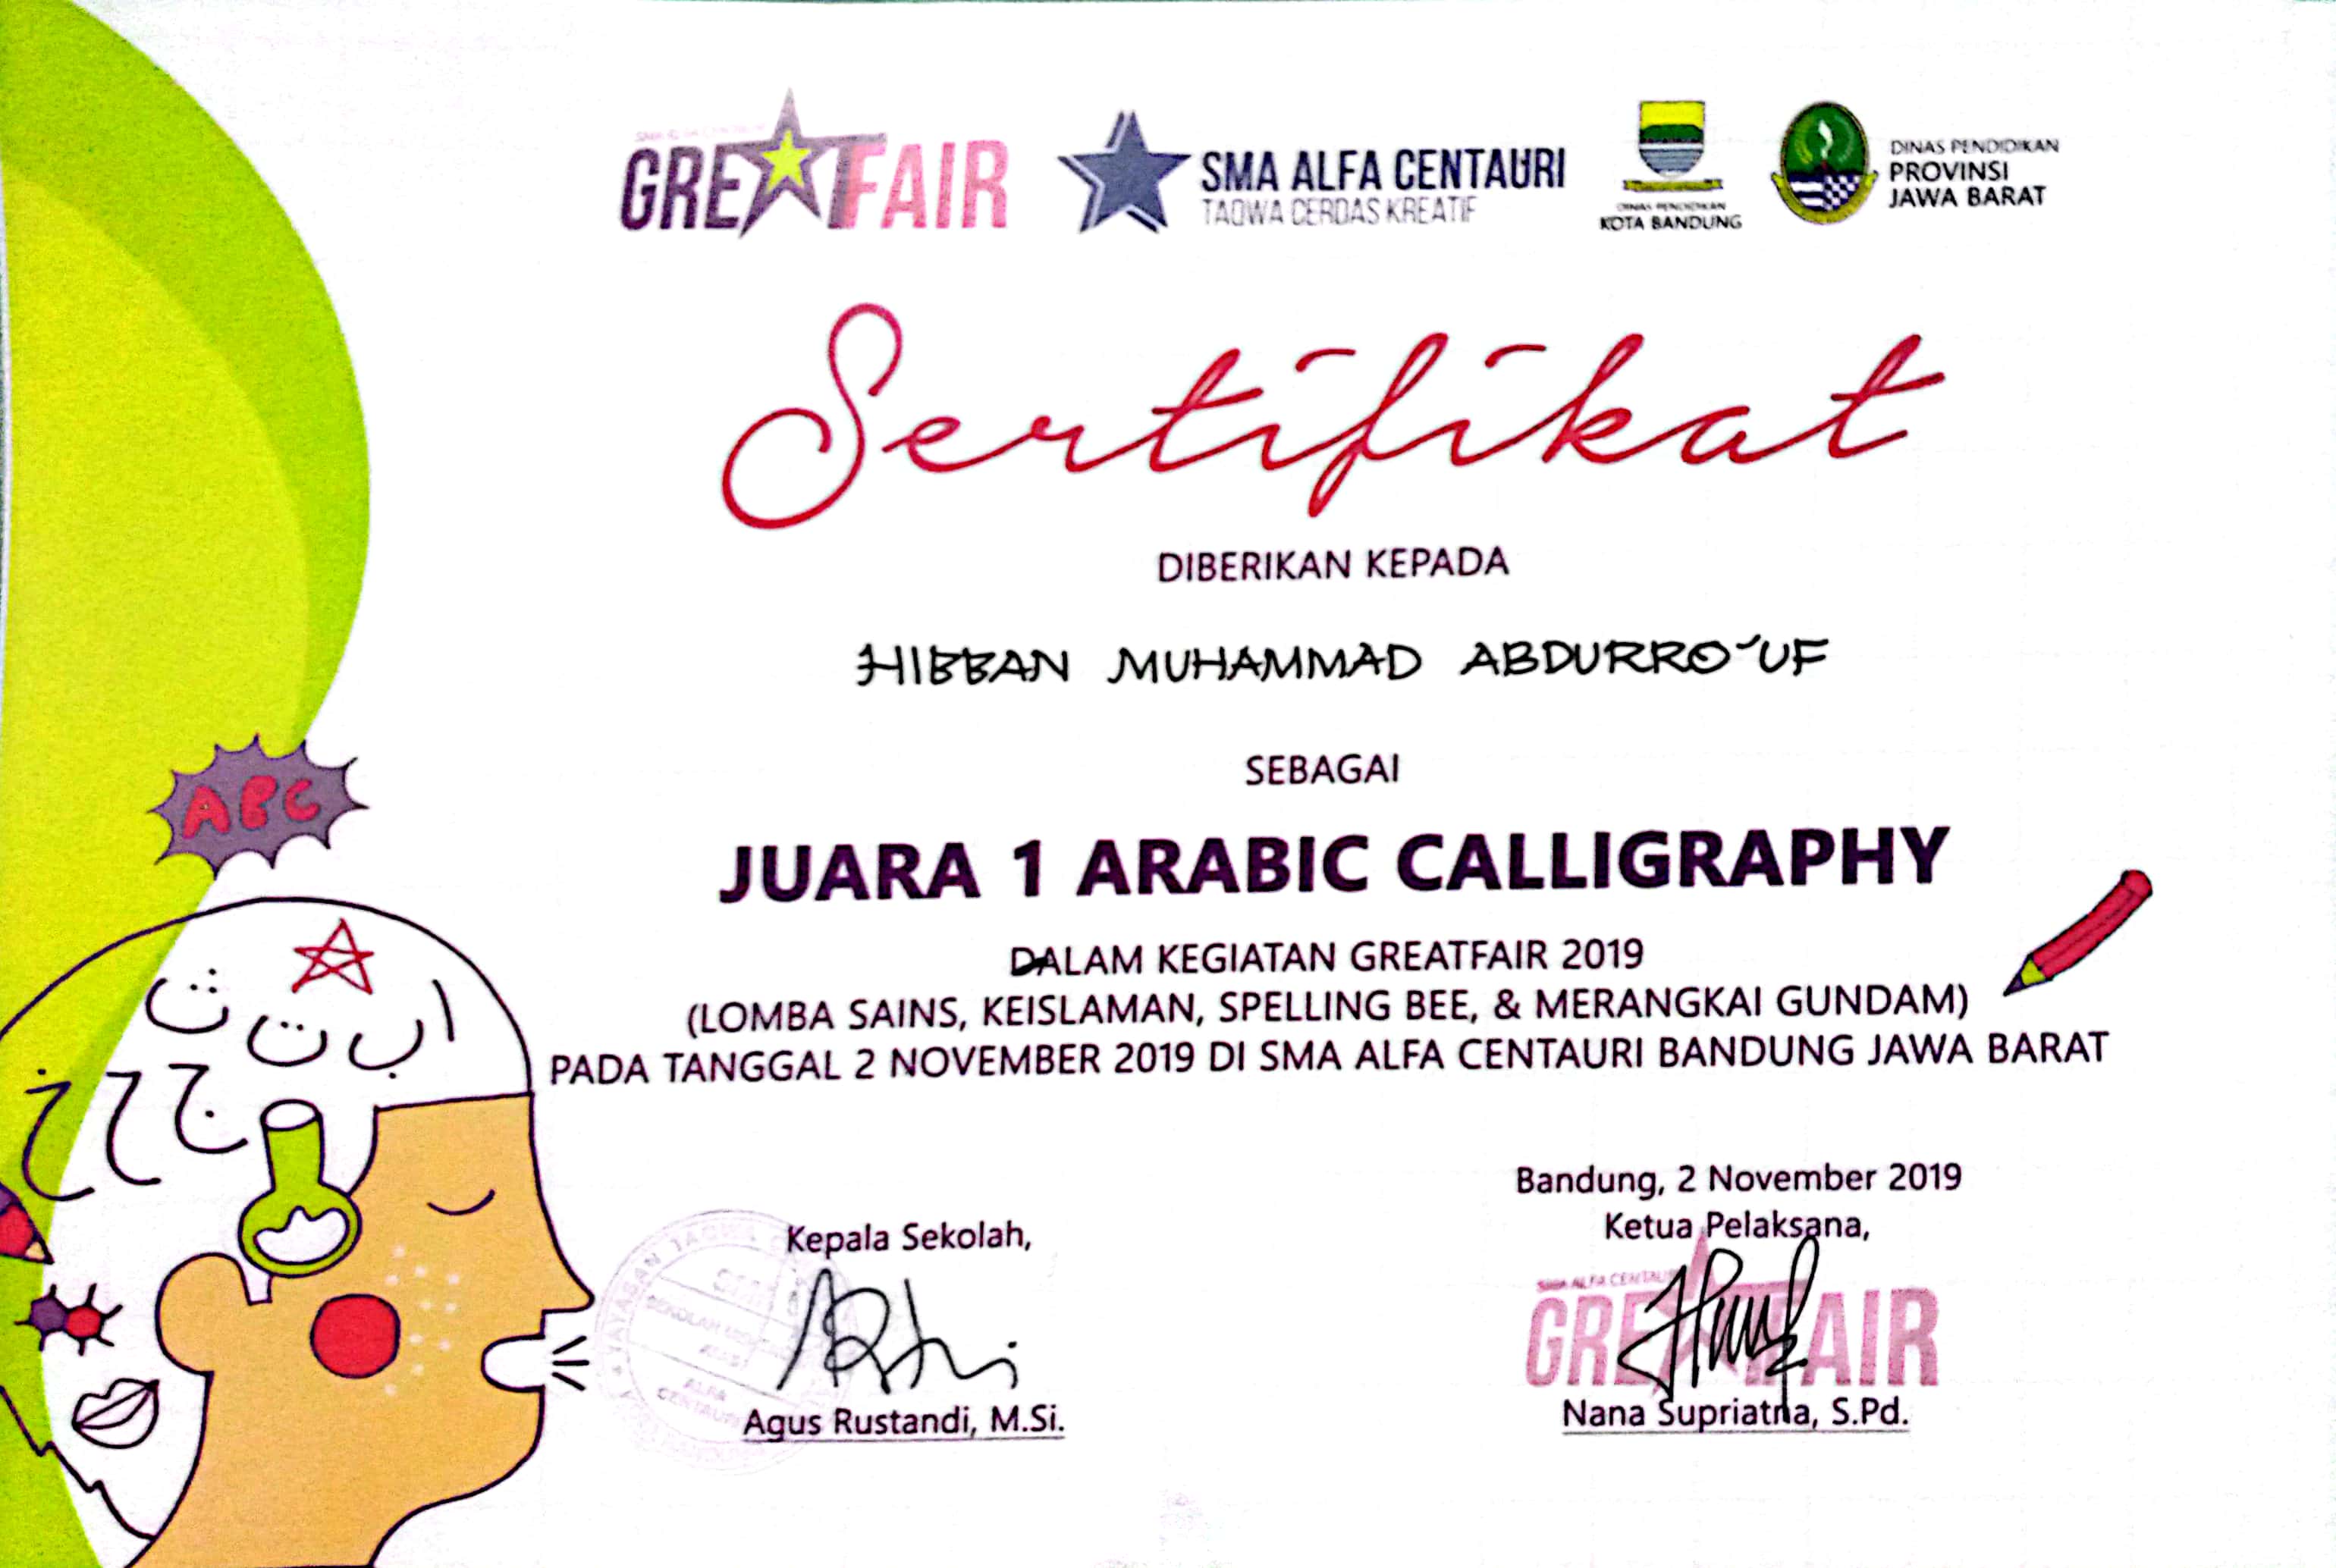 GREATFAIR
SMA ALFA CENTAURI
TAQWA CERDAS KREATIF
DINAS PENDIDIKAN
KOTA BANDUNG
DINAS PENDIDIKAN
PROVINSI
JAWA BARAT
Sertifikat
DIBERIKAN KEPADA
HIBBAN MUHAMMAD ABDURRO'UF
SEBAGAI
JUARA 1 ARABIC CALLIGRAPHY
DALAM KEGIATAN GREATFAIR 2019
(LOMBA SAINS, KEISLAMAN, SPELLING BEE, & MERANGKAI GUNDAM)
PADA TANGGAL 2 NOVEMBER 2019 DI SMA ALFA CENTAURI BANDUNG JAWA BARAT
ABC
ا ب ت ث
ج ح خ
Bandung, 2 November 2019
Kepala Sekolah,
Ketua Pelaksana,
SMA ALFA CENTAURI
GREATFAIR
ALFA
CENTAURI
Agus Rustandi, M.Si.
Nana Supriatna, S.Pd.